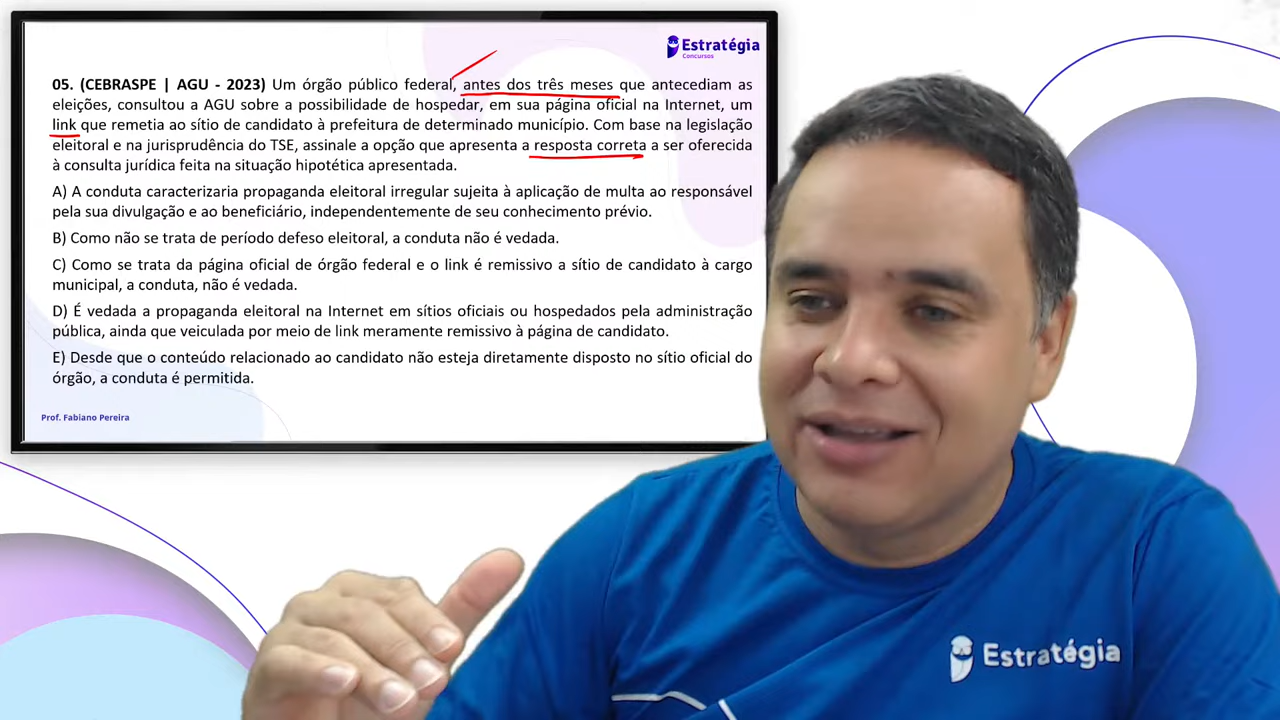 Estratégia
Concursos
05. (CEBRASPE | AGU - 2023) Um órgão público federal, antes dos três meses que antecediam as
eleições, consultou a AGU sobre a possibilidade de hospedar, em sua página oficial na Internet, um
link que remetia ao sítio de candidato à prefeitura de determinado município. Com base na legislação
eleitoral e na jurisprudência do TSE, assinale a opção que apresenta a resposta correta a ser oferecida
à consulta jurídica feita na situação hipotética apresentada.
A) A conduta caracterizaria propaganda eleitoral irregular sujeita à aplicação de multa ao responsável
pela sua divulgação e ao beneficiário, independentemente de seu conhecimento prévio.
B) Como não se trata de período defeso eleitoral, a conduta não é vedada.
C) Como se trata da página oficial de órgão federal e o link é remissivo a sítio de candidato à cargo
municipal, a conduta, não é vedada.
D) É vedada a propaganda eleitoral na Internet em sítios oficiais ou hospedados pela administração
pública, ainda que veiculada por meio de link meramente remissivo à página de candidato.
E) Desde que o conteúdo relacionado ao candidato não esteja diretamente disposto no sítio oficial do
órgão, a conduta é permitida.
Prof. Fabiano Pereira
Estratégia